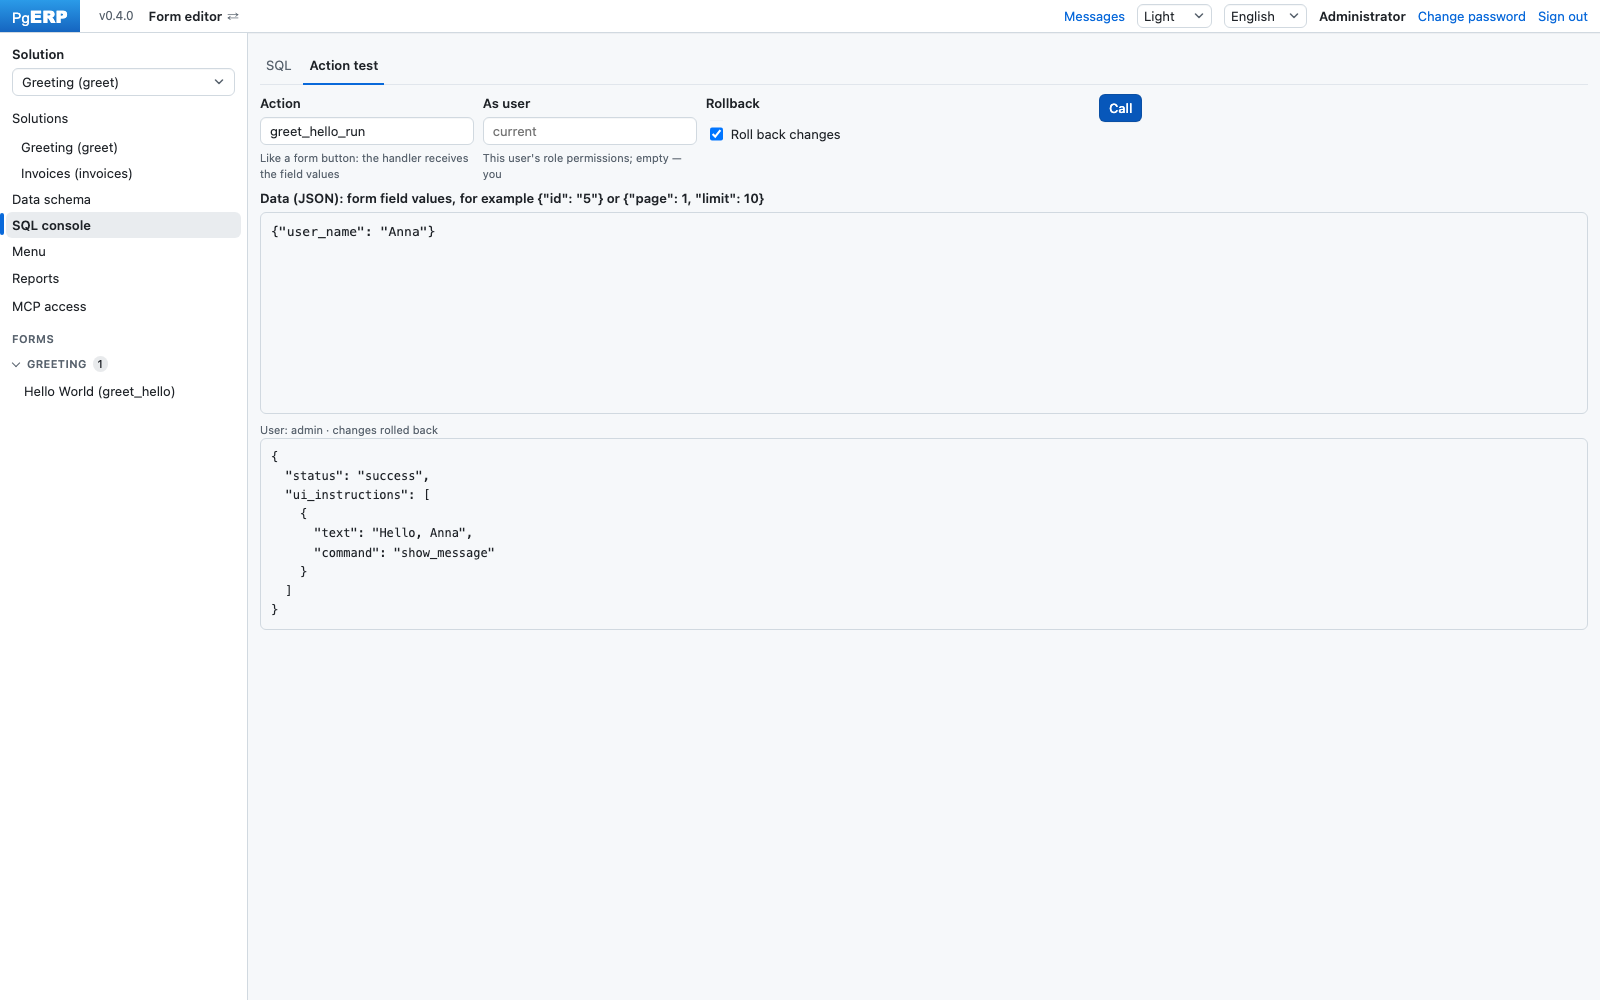 PgERP v0.4.0 Form editor ⇄ Messages Light English Administrator Change password Sign out
Solution
Greeting (greet)
Solutions
Greeting (greet)
Invoices (invoices)
Data schema
SQL console
Menu
Reports
MCP access
FORMS
GREETING 1
Hello World (greet_hello)
SQL Action test
Action As user Rollback Call
greet_hello_run current Roll back changes
Like a form button: the handler receives
the field values
This user's role permissions; empty —
you
Data (JSON): form field values, for example {"id": "5"} or {"page": 1, "limit": 10}
{"user_name": "Anna"}
User: admin · changes rolled back
{
  "status": "success",
  "ui_instructions": [
    {
      "text": "Hello, Anna",
      "command": "show_message"
    }
  ]
}